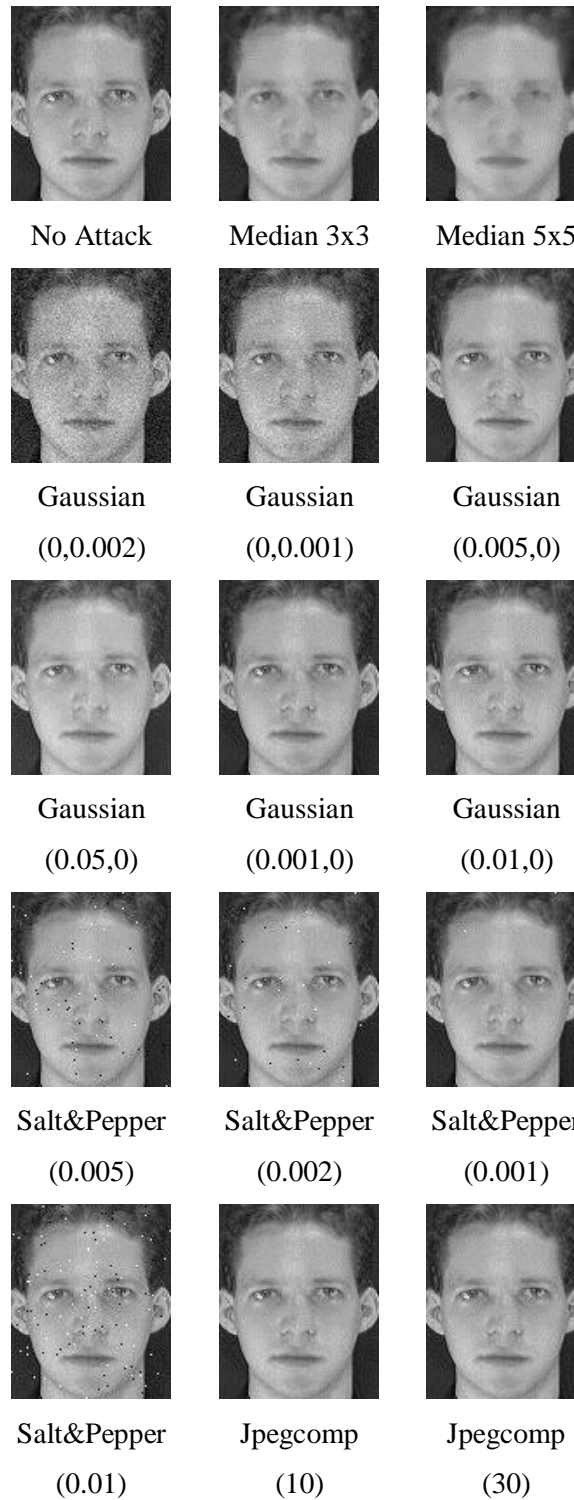 No Attack Median 3x3 Median 5x5
Gaussian Gaussian Gaussian
(0,0.002) (0,0.001) (0.005,0)
Gaussian Gaussian Gaussian
(0.05,0) (0.001,0) (0.01,0)
Salt&Pepper Salt&Pepper Salt&Pepper
(0.005) (0.002) (0.001)
Salt&Pepper Jpegcomp Jpegcomp
(0.01) (10) (30)